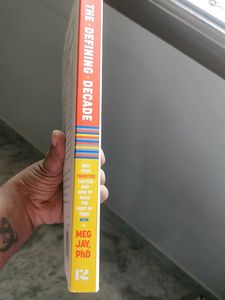 THE · DEFINING · DECADE
WHY YOUR
TWENTIES
MATTER—
AND HOW
TO MAKE
THE
MOST OF
THEM
NOW
MEG
JAY, PhD